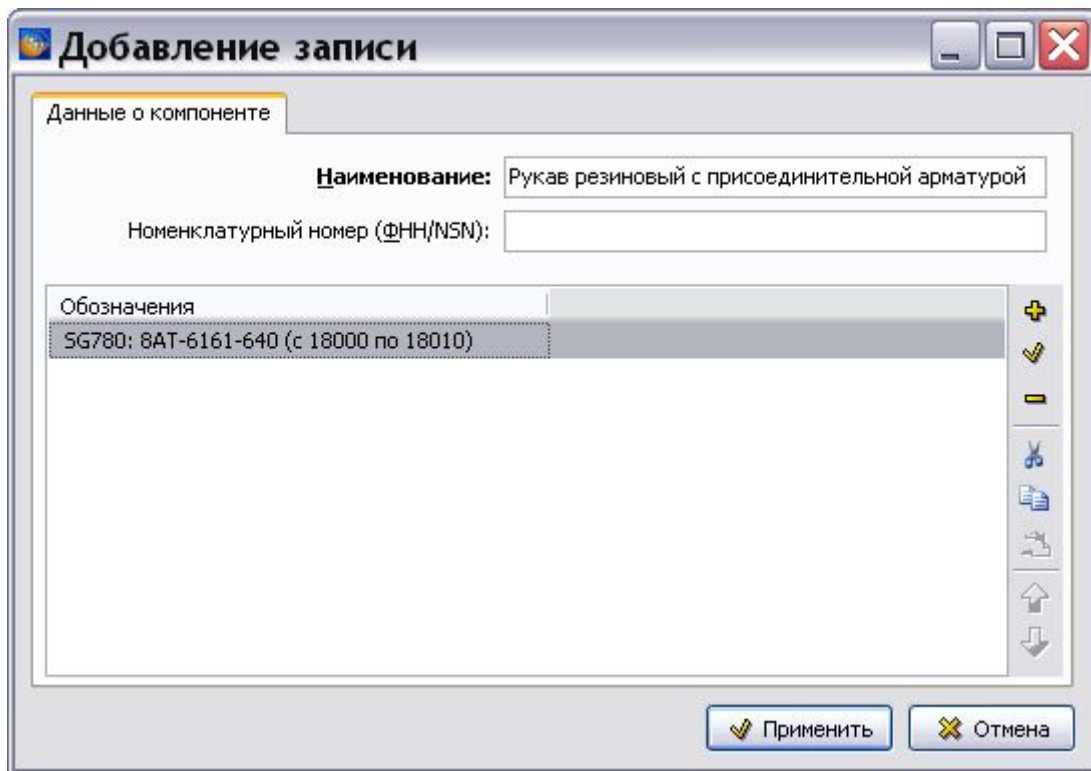 Добавление записи
Данные о компоненте
Наименование: Рукав резиновый с присоединительной арматурой
Номенклатурный номер (ФНН/NSN):
Обозначения
SG780: 8АТ-6161-640 (с 18000 по 18010)
Применить Отмена